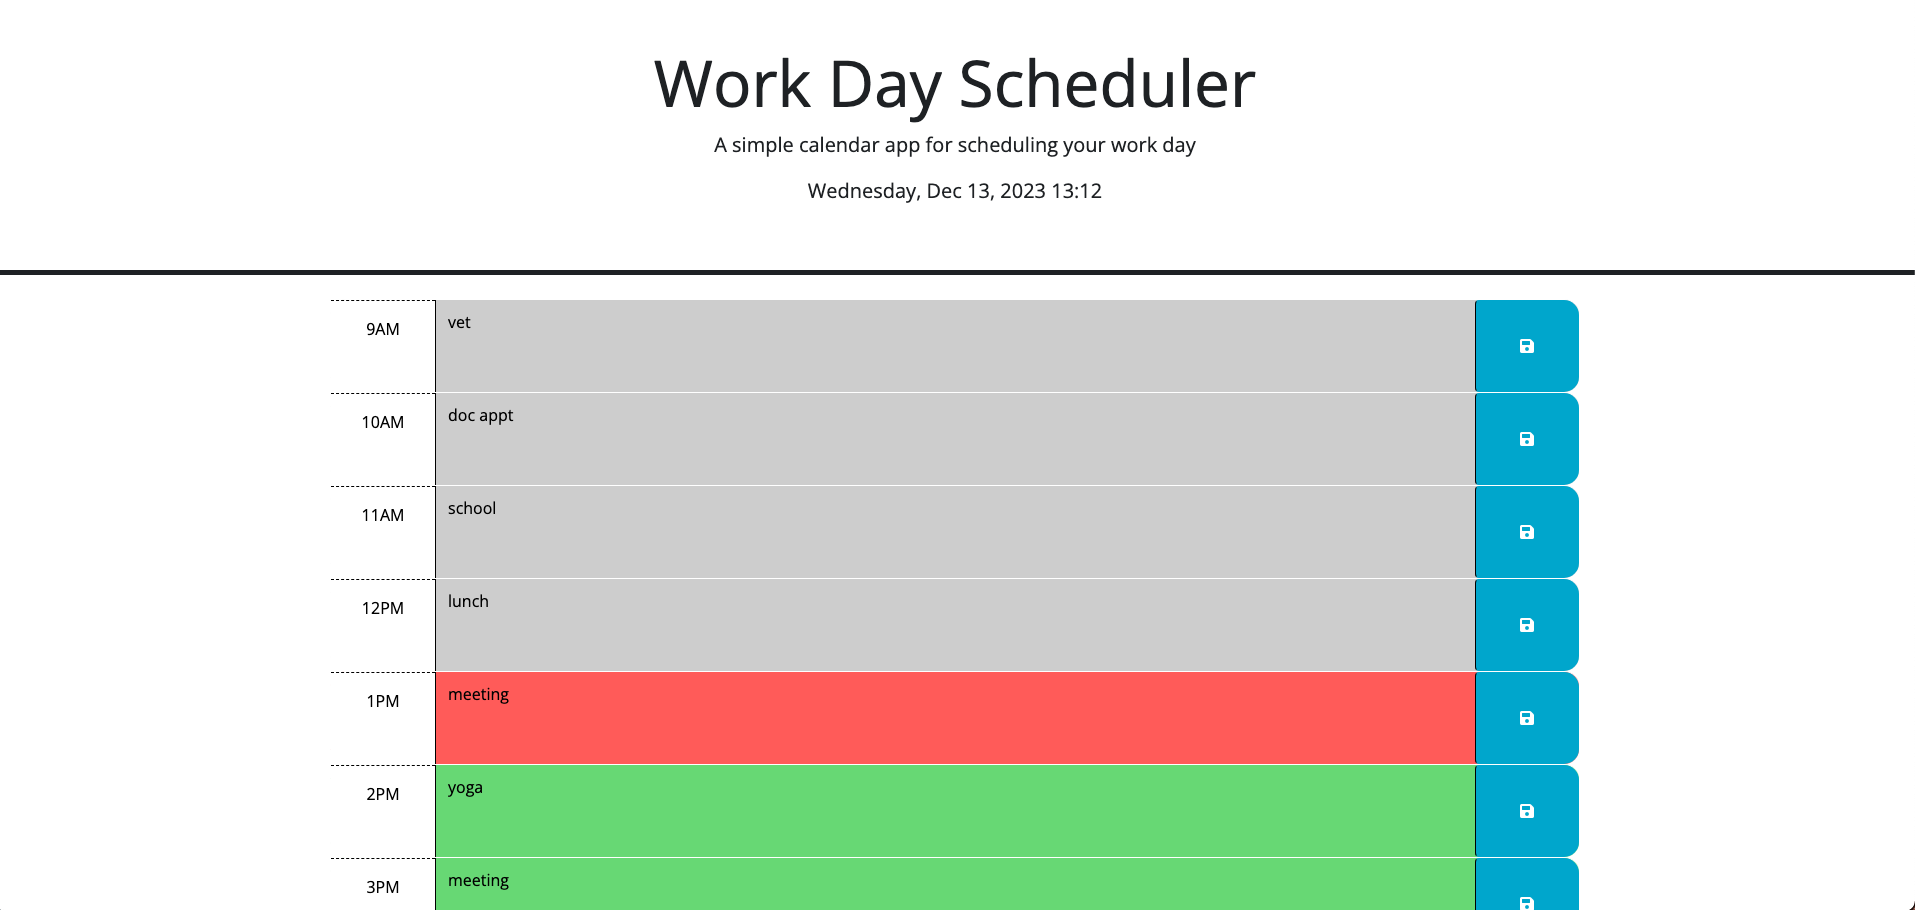 Work Day Scheduler
A simple calendar app for scheduling your work day
Wednesday, Dec 13, 2023 13:12
9AM vet
10AM doc appt
11AM school
12PM lunch
1PM meeting
2PM yoga
3PM meeting